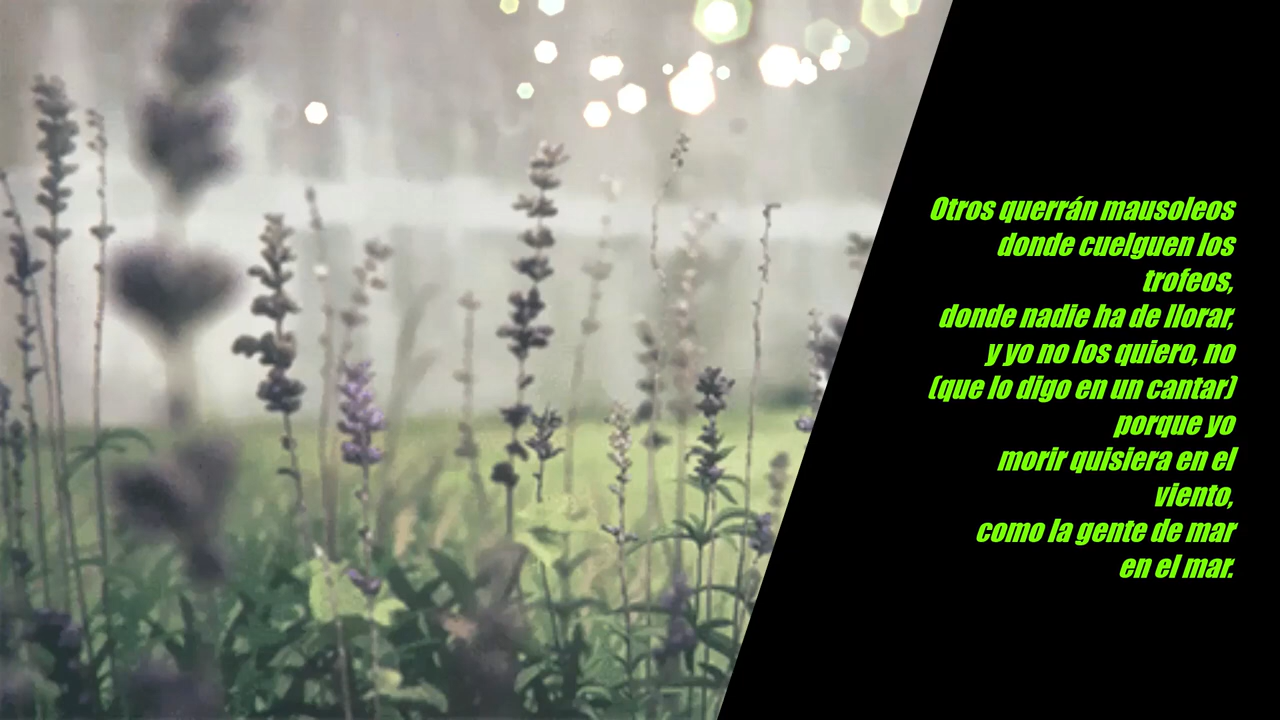 Otros querrán mausoleos
donde cuelguen los
trofeos,
donde nadie ha de llorar,
y yo no los quiero, no
(que lo digo en un cantar)
porque yo
morir quisiera en el
viento,
como la gente de mar
en el mar.